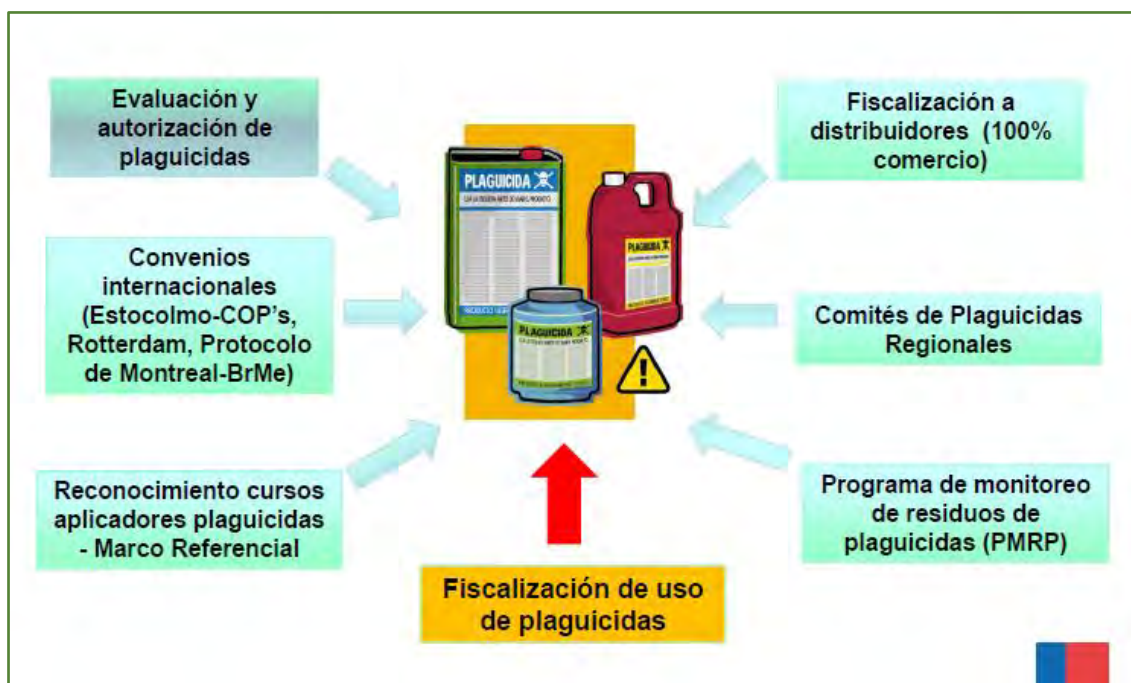 Evaluación y
autorización de
plaguicidas
Convenios
internacionales
(Estocolmo-COP's,
Rotterdam, Protocolo
de Montreal-BrMe)
Reconocimiento cursos
aplicadores plaguicidas
- Marco Referencial
PLAGUICIDA
PLAGUICIDA
PLAGUICIDA
Fiscalización de uso
de plaguicidas
Fiscalización a
distribuidores (100%
comercio)
Comités de Plaguicidas
Regionales
Programa de monitoreo
de residuos de
plaguicidas (PMRP)